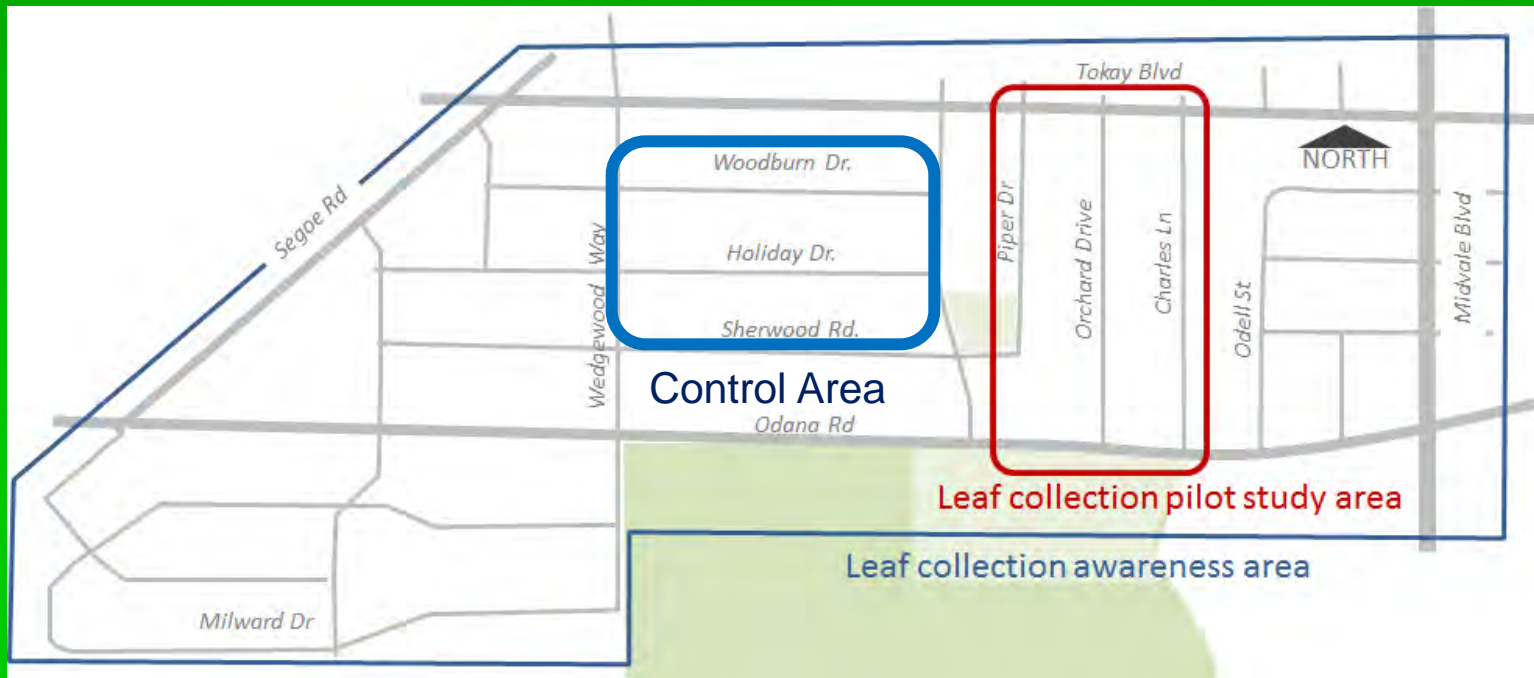 Tokay Blvd
NORTH
Woodburn Dr.
Segoe Rd
Wedgewood Way
Holiday Dr.
Piper Dr
Orchard Drive
Charles Ln
Odell St
Midvale Blvd
Sherwood Rd.
Control Area
Odana Rd
Leaf collection pilot study area
Leaf collection awareness area
Milward Dr